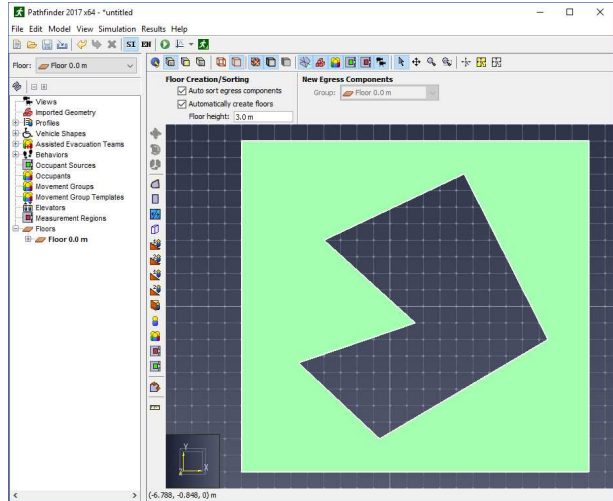 Pathfinder 2017 x64 - *untitled
File Edit Model View Simulation Results Help
SI EN
Floor: Floor 0.0 m
Floor Creation/Sorting
New Egress Components
Auto sort egress components
Group: Floor 0.0 m
Automatically create floors
Floor height: 3.0 m
Views
Imported Geometry
Profiles
Vehicle Shapes
Assisted Evacuation Teams
Behaviors
Occupant Sources
Occupants
Movement Groups
Movement Group Templates
Elevators
Measurement Regions
Floors
Floor 0.0 m
Y
Z X
(-6.788, -0.848, 0) m